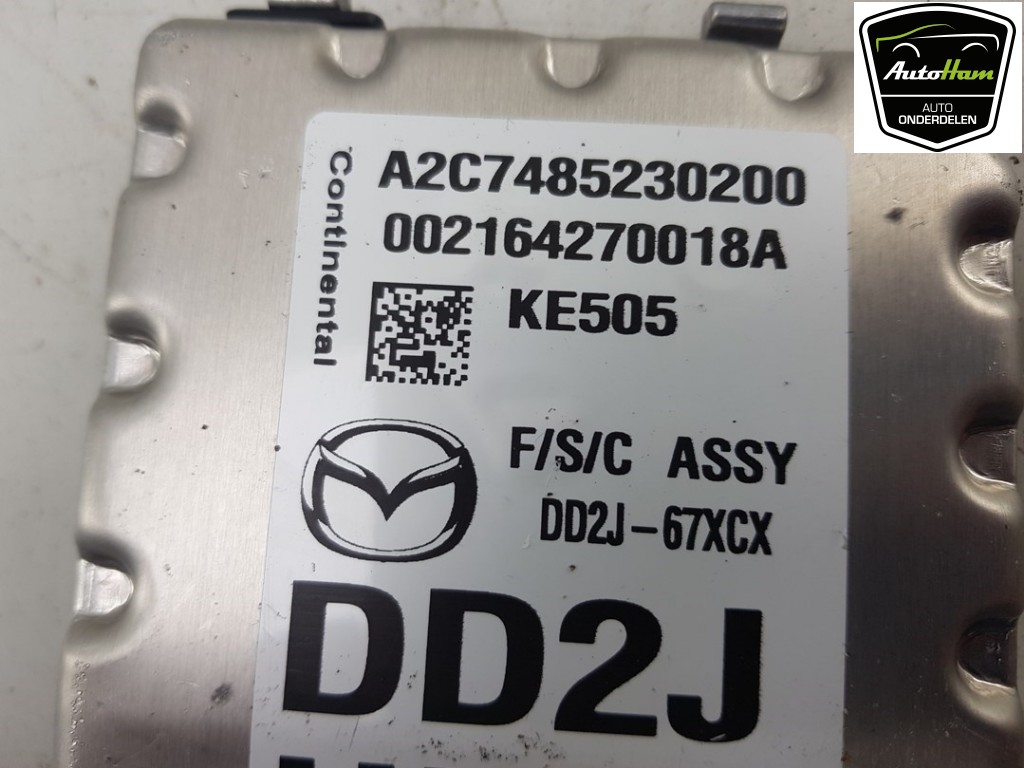 AutoHam
AUTO
ONDERDELEN
Continental
A2C7485230200
002164270018A
KE505
F/S/C ASSY
DD2J-67XCX
DD2J